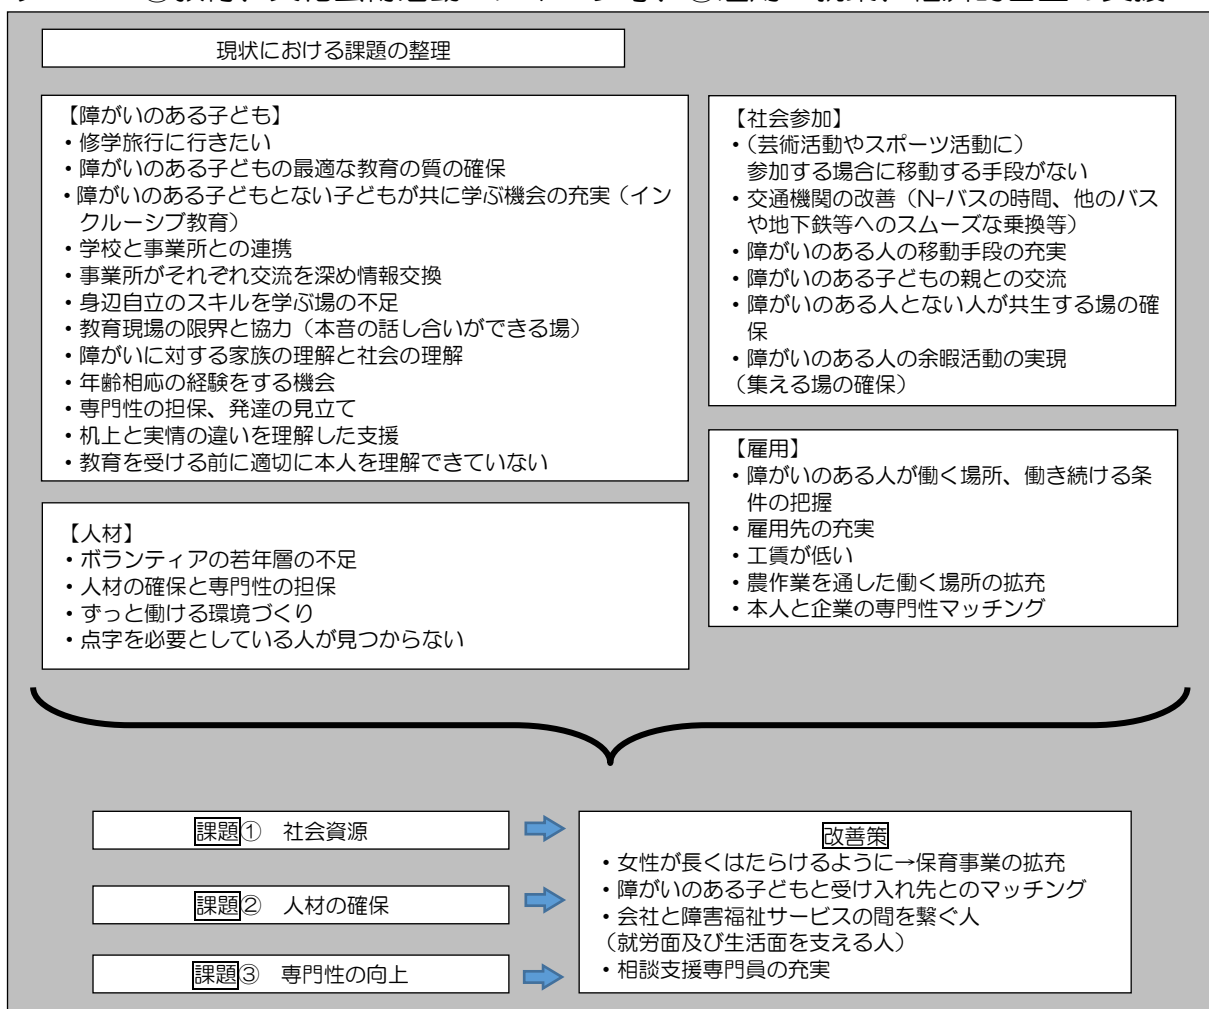 現状における課題の整理
【障がいのある子ども】
・修学旅行に行きたい
・障がいのある子どもの最適な教育の質の確保
・障がいのある子どもとない子どもが共に学ぶ機会の充実（イン
クルーシブ教育）
・学校と事業所との連携
・事業所がそれぞれ交流を深め情報交換
・身辺自立のスキルを学ぶ場の不足
・教育現場の限界と協力（本音の話し合いができる場）
・障がいに対する家族の理解と社会の理解
・年齢相応の経験をする機会
・専門性の担保、発達の見立て
・机上と実情の違いを理解した支援
・教育を受ける前に適切に本人を理解できていない
【人材】
・ボランティアの若年層の不足
・人材の確保と専門性の担保
・ずっと働ける環境づくり
・点字を必要としている人が見つからない
【社会参加】
・（芸術活動やスポーツ活動に）
参加する場合に移動する手段がない
・交通機関の改善（N-バスの時間、他のバス
や地下鉄等へのスムーズな乗換等）
・障がいのある人の移動手段の充実
・障がいのある子どもの親との交流
・障がいのある人とない人が共生する場の確
保
・障がいのある人の余暇活動の実現
（集える場の確保）
【雇用】
・障がいのある人が働く場所、働き続ける条
件の把握
・雇用先の充実
・工賃が低い
・農作業を通した働く場所の拡充
・本人と企業の専門性マッチング
課題① 社会資源
課題② 人材の確保
課題③ 専門性の向上
改善策
・女性が長くはたらけるように→保育事業の拡充
・障がいのある子どもと受け入れ先とのマッチング
・会社と障害福祉サービスの間を繋ぐ人
（就労面及び生活面を支える人）
・相談支援専門員の充実